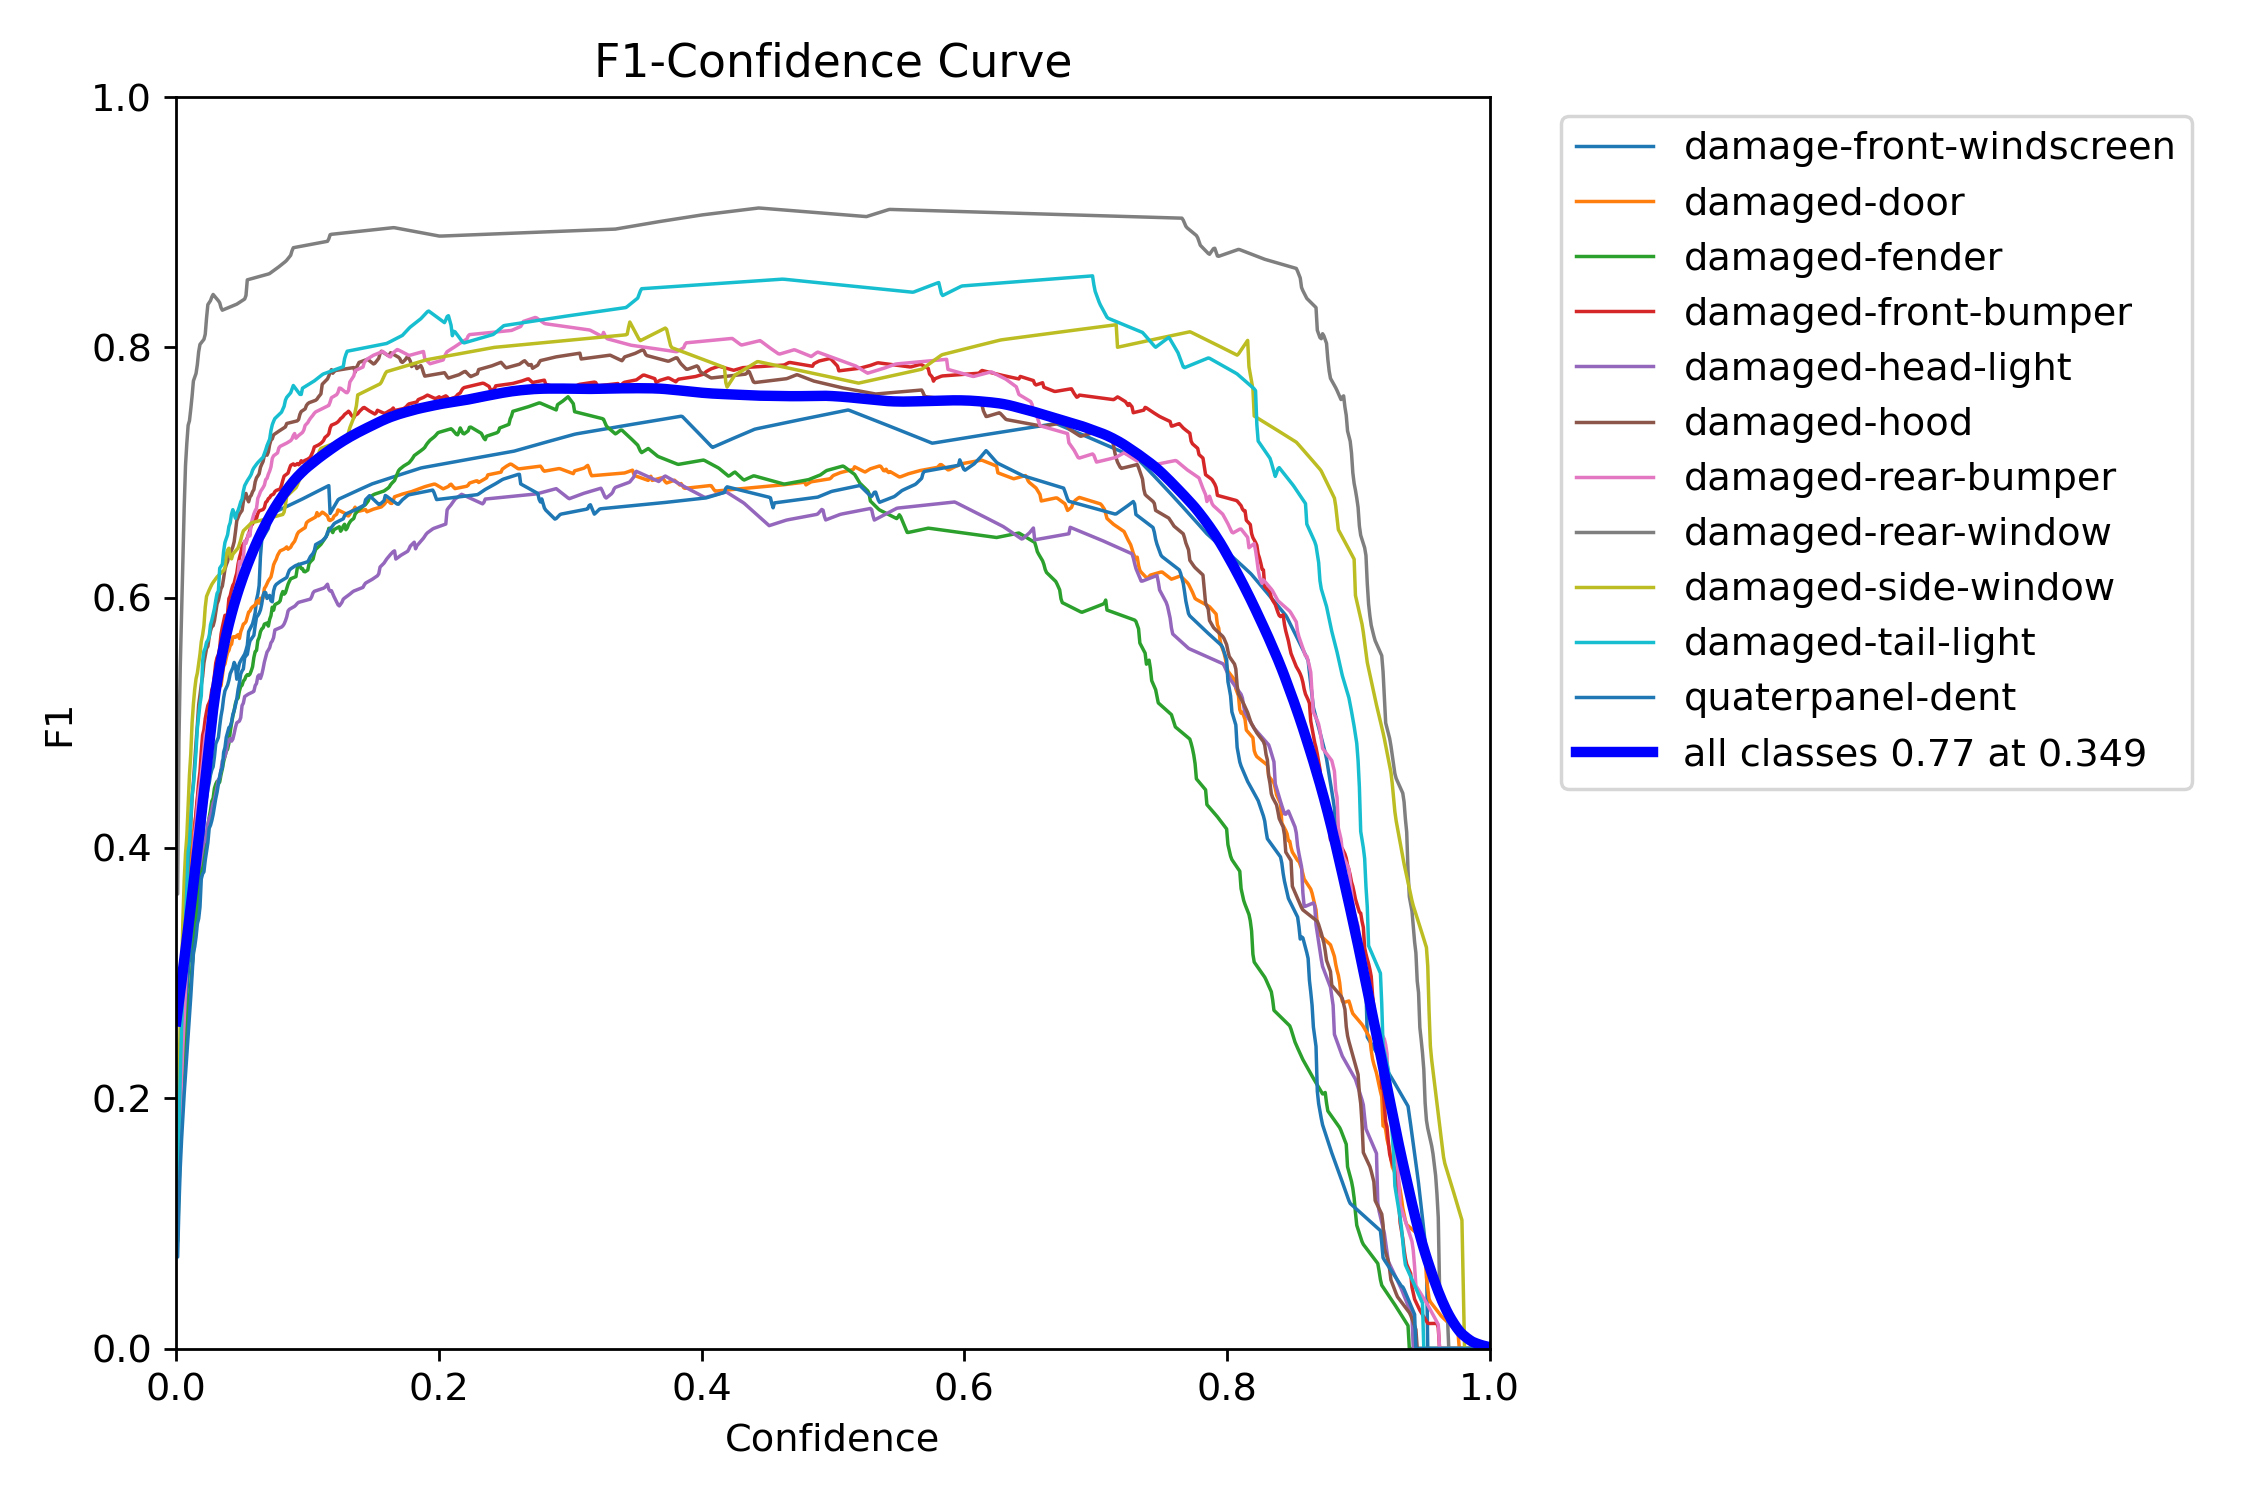 F1-Confidence Curve
1.0
0.8
0.6
0.4
0.2
0.0
F1
0.0 0.2 0.4 0.6 0.8 1.0
Confidence
damage-front-windscreen
damaged-door
damaged-fender
damaged-front-bumper
damaged-head-light
damaged-hood
damaged-rear-bumper
damaged-rear-window
damaged-side-window
damaged-tail-light
quaterpanel-dent
all classes 0.77 at 0.349